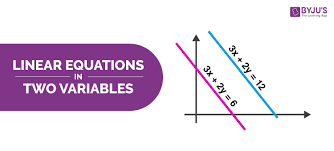 BYJU'S
The Learning App
LINEAR EQUATIONS
IN
TWO VARIABLES
3x + 2y = 12
3x + 2y = 6